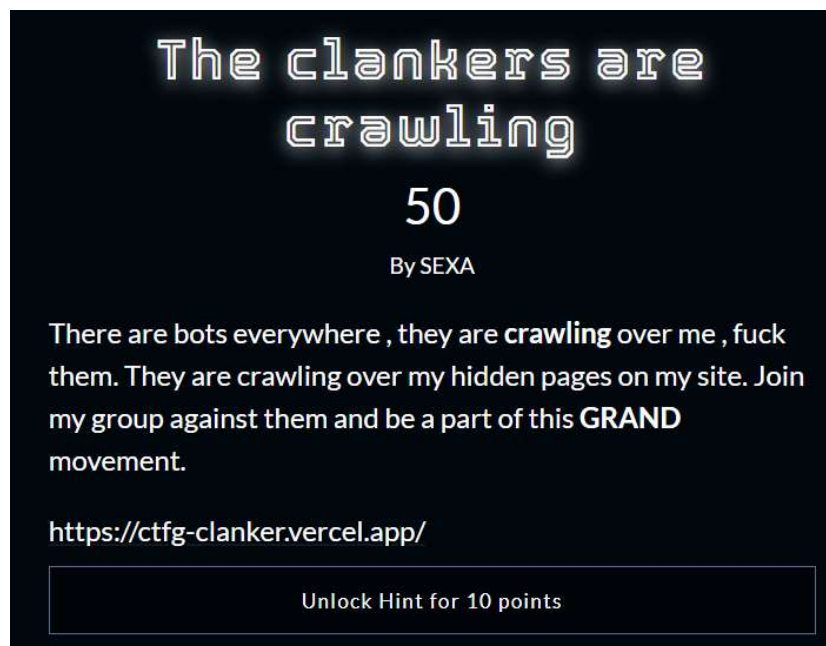 The clankers are
crawling
50
By SEXA
There are bots everywhere , they are crawling over me , fuck
them. They are crawling over my hidden pages on my site. Join
my group against them and be a part of this GRAND
movement.
https://ctfg-clanker.vercel.app/
Unlock Hint for 10 points